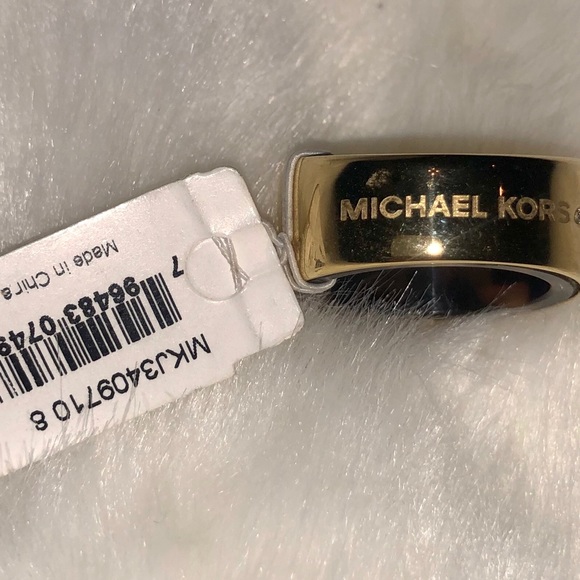 MICHAEL KORS
Made in China
7 96483 0749
MKJ3409710 8